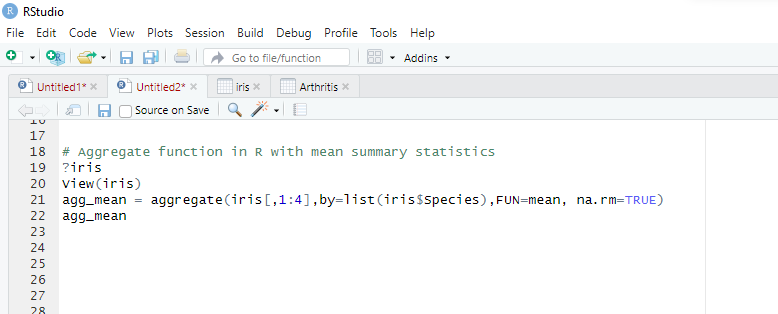 RStudio
File Edit Code View Plots Session Build Debug Profile Tools Help
Go to file/function Addins
Untitled1* Untitled2* iris Arthritis
Source on Save
16
17
18 # Aggregate function in R with mean summary statistics
19 ?iris
20 View(iris)
21 agg_mean = aggregate(iris[,1:4],by=list(iris$Species),FUN=mean, na.rm=TRUE)
22 agg_mean
23
24
25
26
27
28